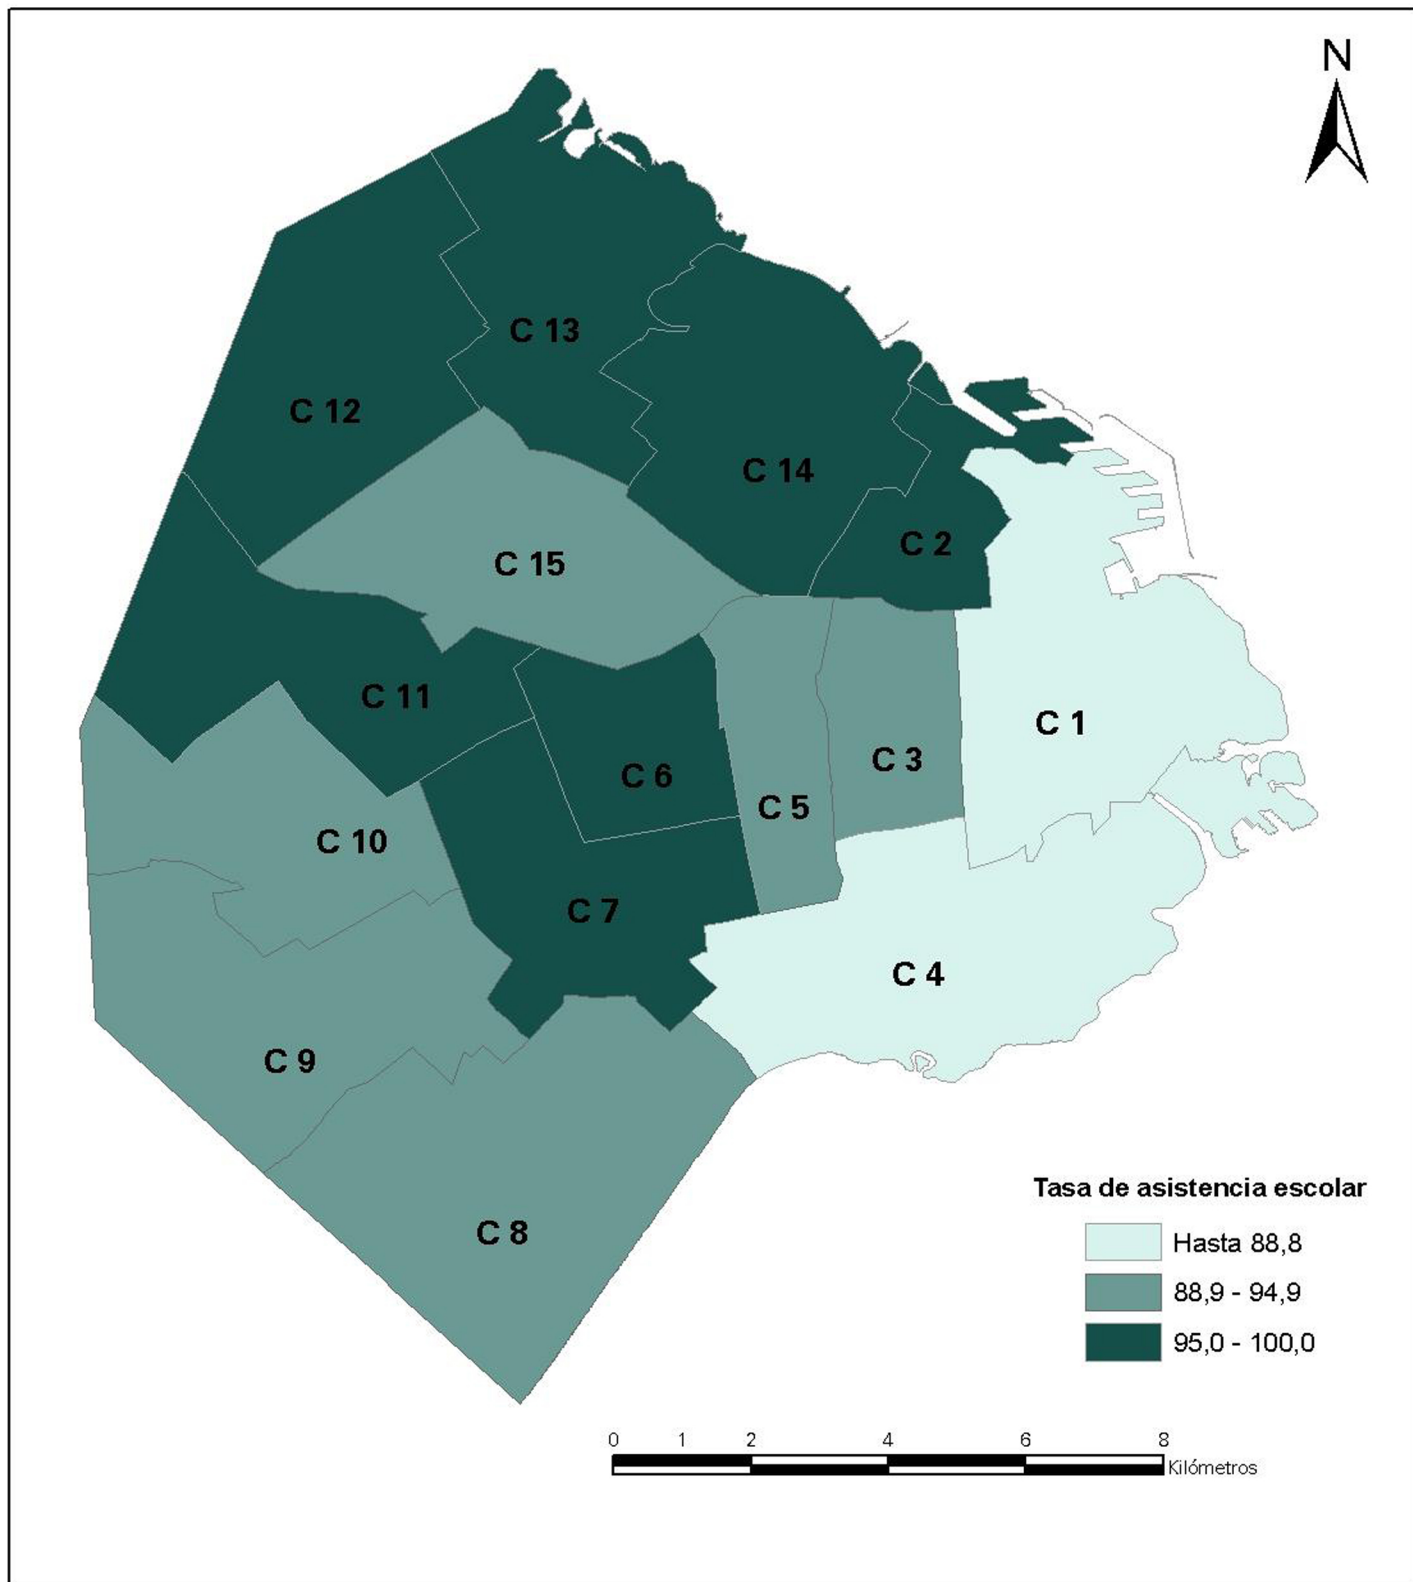 N
C 13
C 12
C 14
C 2
C 15
C 11
C 1
C 3
C 6
C 5
C 10
C 7
C 4
C 9
C 8
Tasa de asistencia escolar
Hasta 88,8
88,9 - 94,9
95,0 - 100,0
0 1 2 4 6 8
Kilómetros